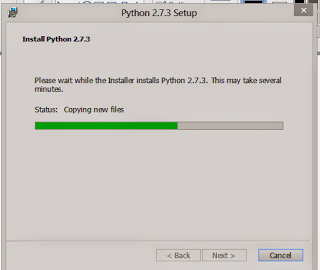 Python 2.7.3 Setup
Install Python 2.7.3
Please wait while the Installer installs Python 2.7.3. This may take several
minutes.
Status: Copying new files
< Back Next > Cancel